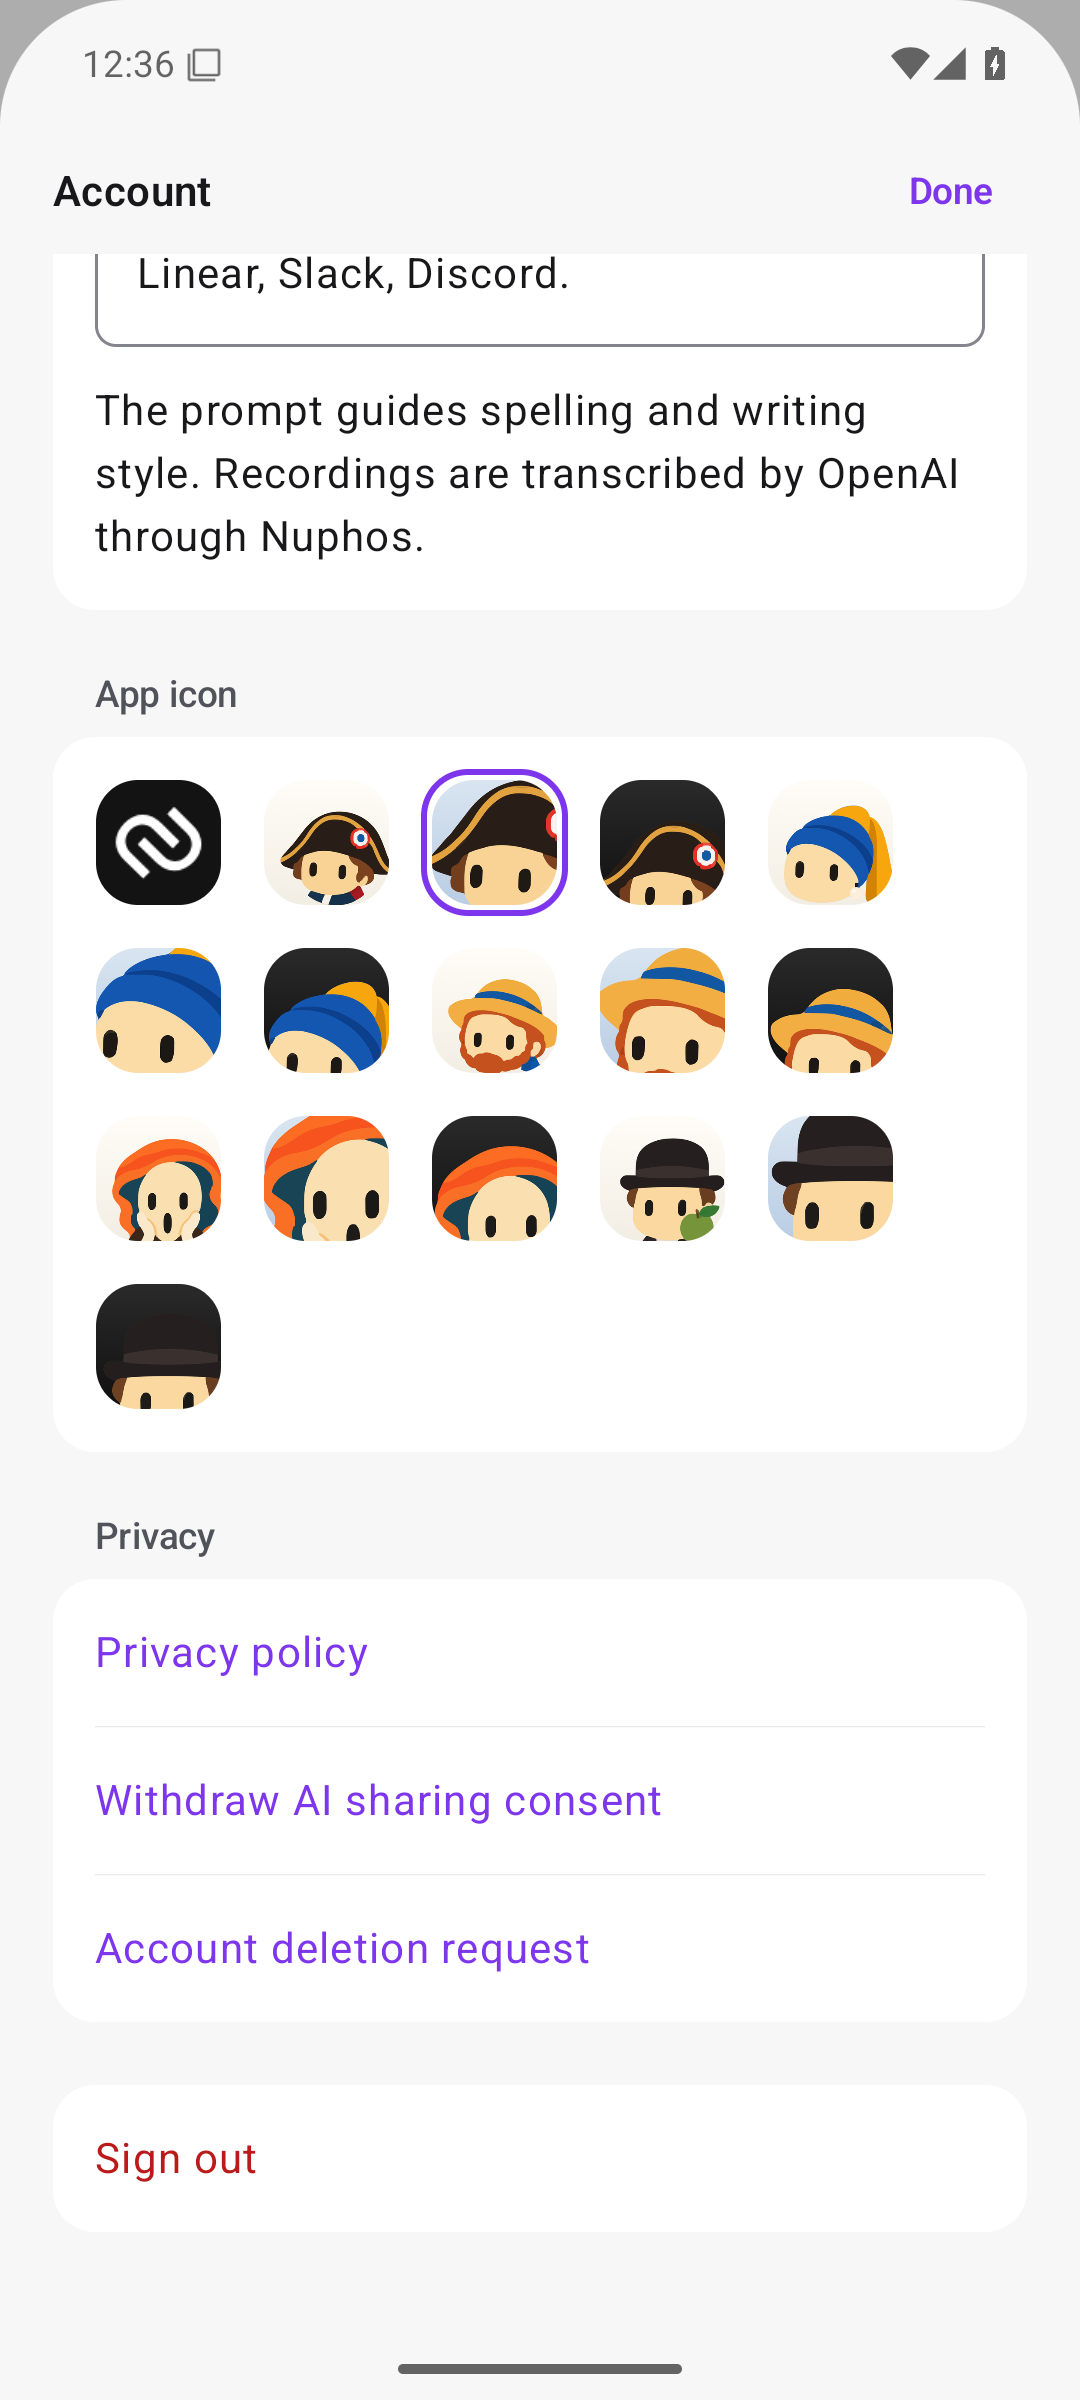 12:36
Account
Done
Linear, Slack, Discord.
The prompt guides spelling and writing
style. Recordings are transcribed by OpenAI
through Nuphos.
App icon
Privacy
Privacy policy
Withdraw AI sharing consent
Account deletion request
Sign out